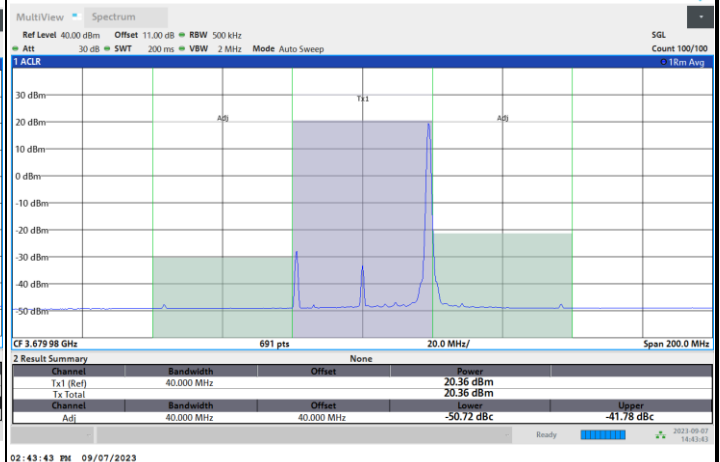 MultiView Spectrum
Ref Level 40.00 dBm Offset 11.00 dB RBW 500 kHz SGL
Att 30 dB SWT 200 ms VBW 2 MHz Mode Auto Sweep Count 100/100
1 ACLR 1Rm Avg
30 dBm
Tx1
20 dBm Adj Adj
10 dBm
0 dBm
-10 dBm
-20 dBm
-30 dBm
-40 dBm
-50 dBm
CF 3.679 98 GHz 691 pts 20.0 MHz/ Span 200.0 MHz
2 Result Summary None
Channel Bandwidth Offset Power
Tx1 (Ref) 40.000 MHz 20.36 dBm
Tx Total 20.36 dBm
Channel Bandwidth Offset Lower Upper
Adj 40.000 MHz 40.000 MHz -50.72 dBc -41.78 dBc
Ready 2023-09-07
14:43:43
02:43:43 PM 09/07/2023